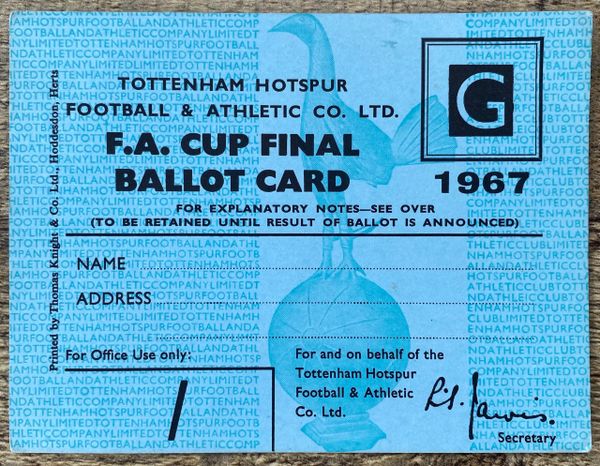 TOTTENHAM HOTSPUR
FOOTBALL & ATHLETIC CO. LTD.
F.A. CUP FINAL
BALLOT CARD
G
1967
FOR EXPLANATORY NOTES—SEE OVER
(TO BE RETAINED UNTIL RESULT OF BALLOT IS ANNOUNCED)
NAME
ADDRESS
For Office Use only:
/
For and on behalf of the
Tottenham Hotspur
Football & Athletic
Co. Ltd.
Secretary
Printed by Thomas Knight & Co. Ltd., Hoddesdon, Herts